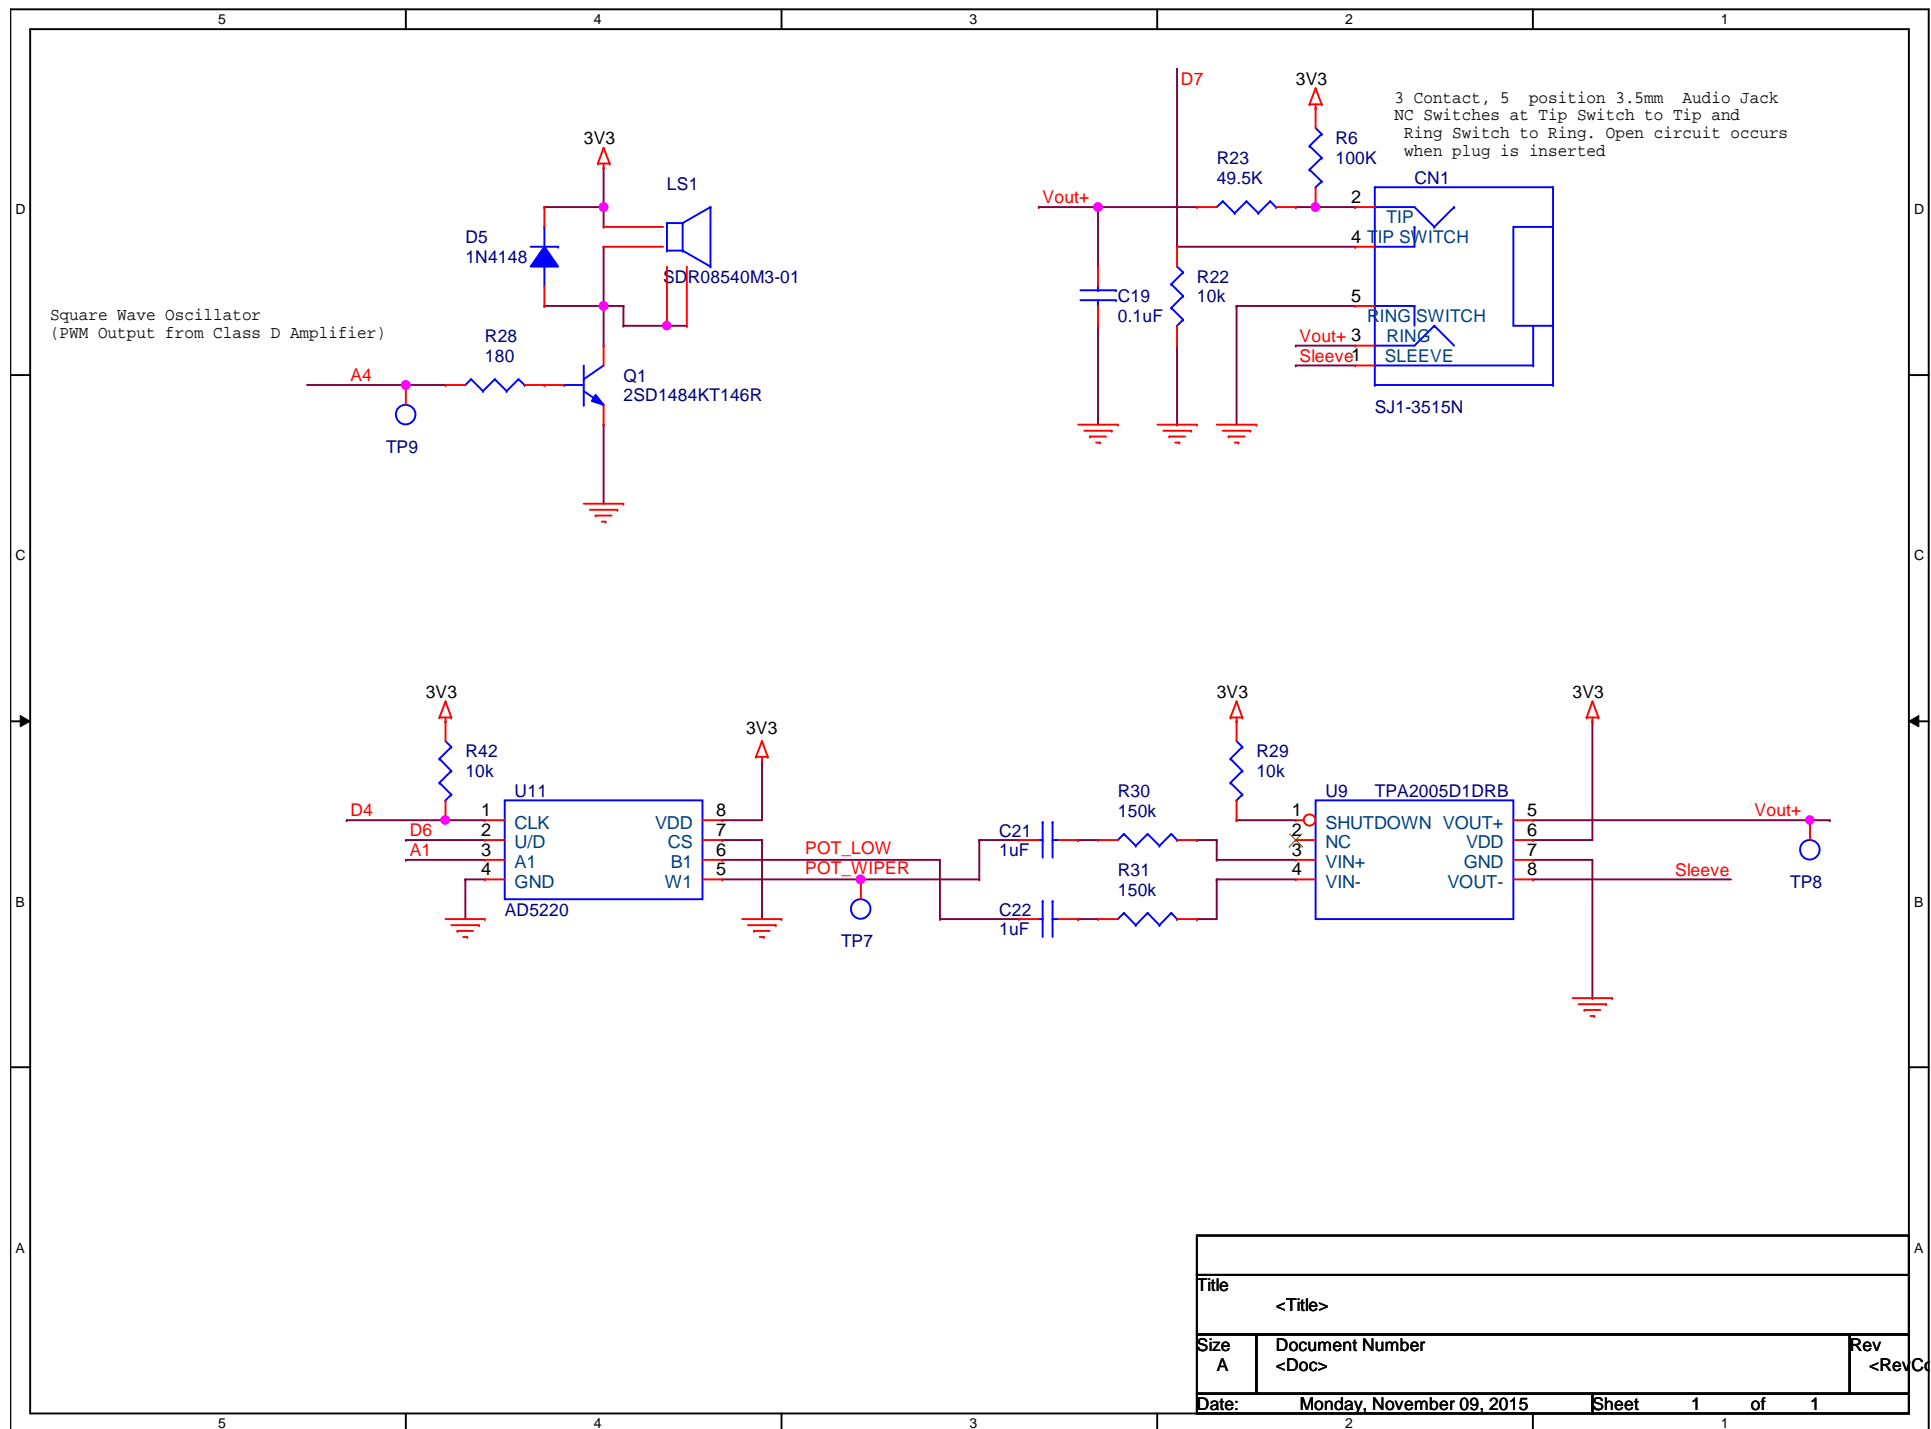 5 4 3 2 1
D7
3V3
3 Contact, 5 position 3.5mm Audio Jack
NC Switches at Tip Switch to Tip and
Ring Switch to Ring. Open circuit occurs
when plug is inserted
R6
100K
R23
49.5K
CN1
Vout+
2
TIP
4
TIP SWITCH
R22
10k
C19
0.1uF
5
RING SWITCH
Vout+ 3
RING
Sleeve 1
SLEEVE
SJ1-3515N
3V3
LS1
D5
1N4148
SDR08540M3-01
Square Wave Oscillator
(PWM Output from Class D Amplifier)
R28
180
A4
Q1
2SD1484KT146R
TP9
D
D
C
C
3V3
R42
10k
3V3
U11
D4
1
CLK
D6
2
U/D
A1
3
A1
4
GND
VDD
8
CS
7
B1
6
W1
5
AD5220
POT_LOW
POT_WIPER
TP7
C21
1uF
R30
150k
R31
150k
C22
1uF
3V3
R29
10k
3V3
U9 TPA2005D1DRB
1
SHUTDOWN
2
NC
3
VIN+
4
VIN-
VOUT+
5
VDD
6
GND
7
VOUT-
8
Vout+
Sleeve
TP8
B
B
A
A
Title
<Title>
Size
A
Document Number
<Doc>
Rev
<RevCo
Date: Monday, November 09, 2015 Sheet 1 of 1
5 4 3 2 1